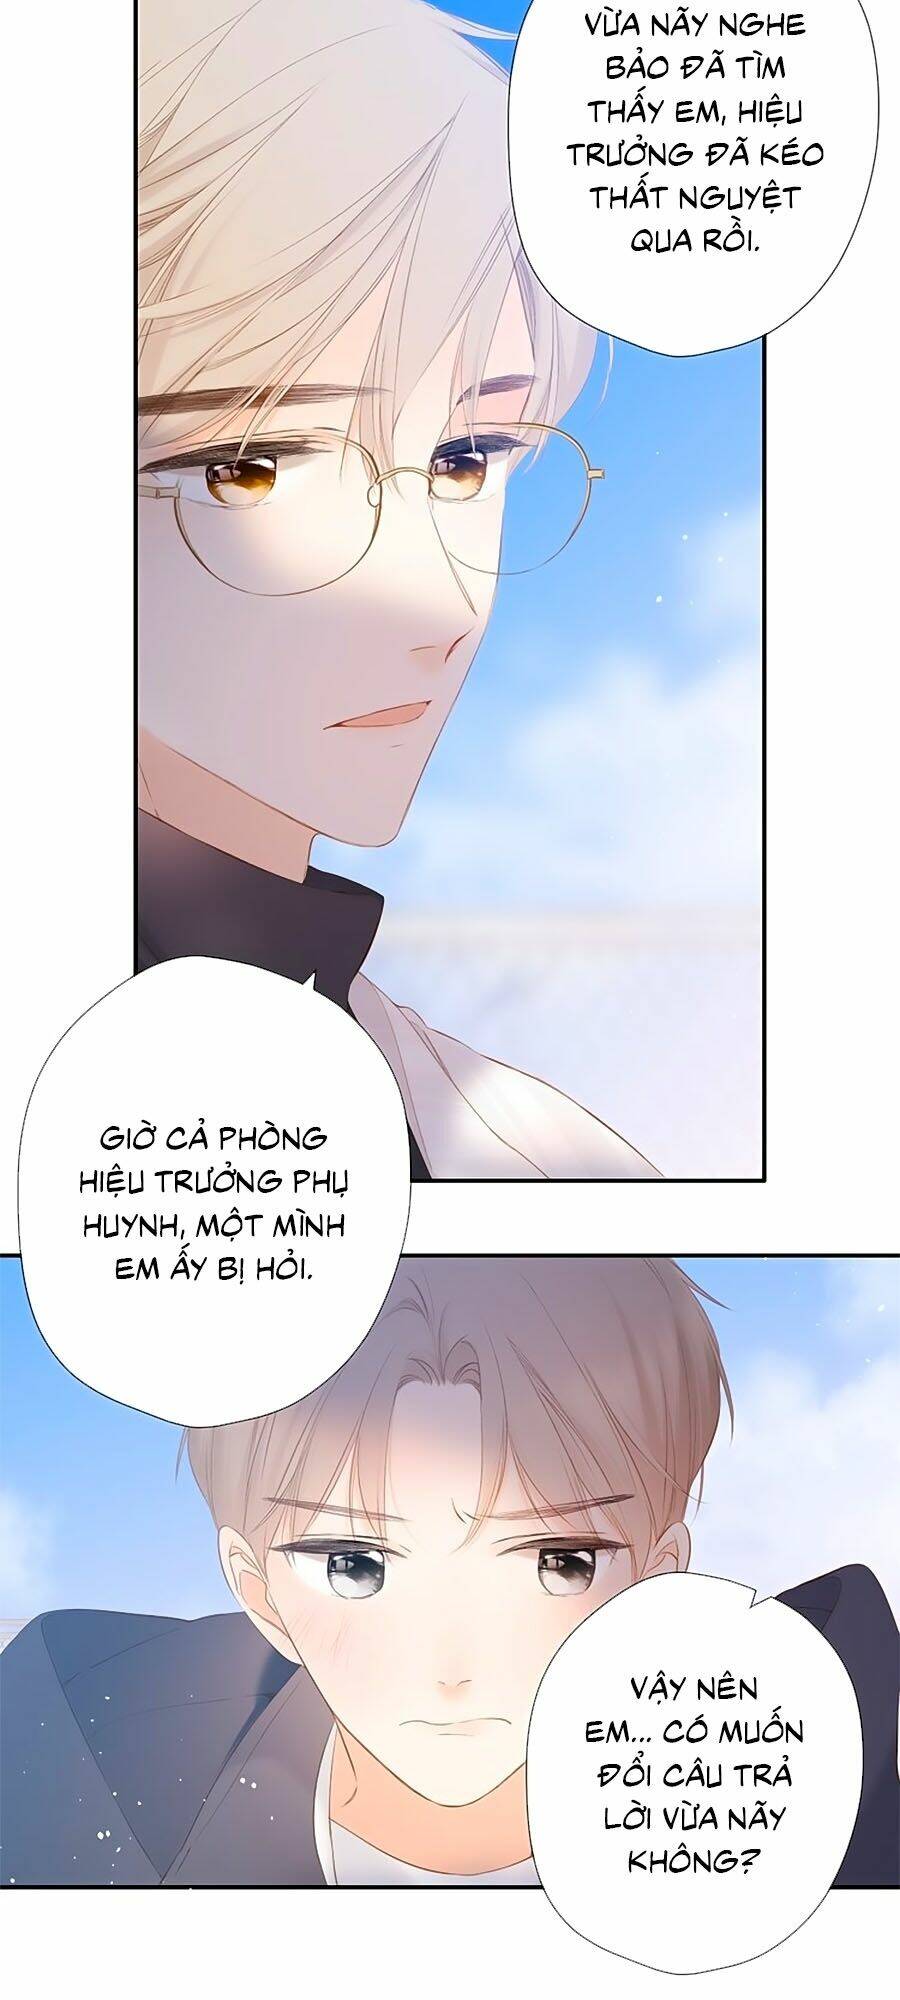 VỪA NÃY NGHE
BẢO ĐÃ TÌM
THẤY EM, HIỆU
TRƯỞNG ĐÃ KÉO
THẤT NGUYỆT
QUA RỒI.
GIỜ CẢ PHÒNG
HIỆU TRƯỞNG PHỤ
HUYNH, MỘT MÌNH
EM ẤY BỊ HỎI.
VẬY NÊN
EM... CÓ MUỐN
ĐỔI CÂU TRẢ
LỜI VỪA NÃY
KHÔNG?